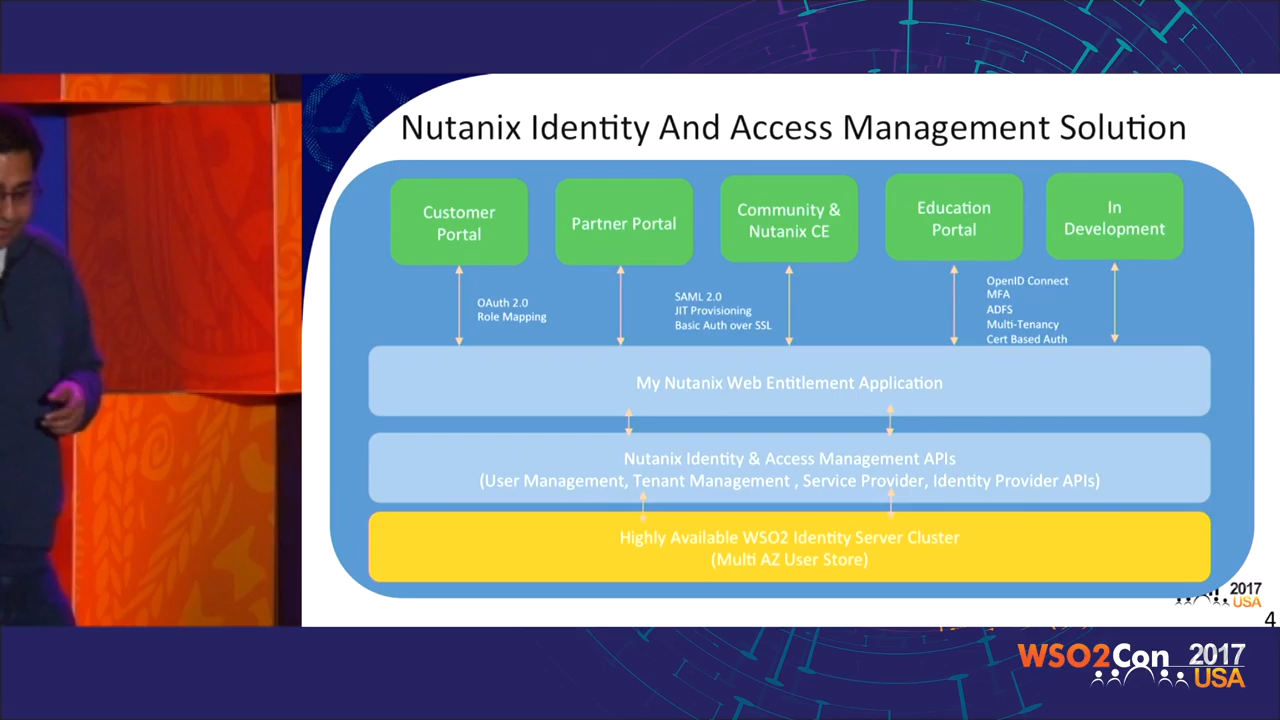 Nutanix Identity And Access Management Solution
Customer
Portal
Partner Portal
Community &
Nutanix CE
Education
Portal
In
Development
OAuth 2.0
Role Mapping
SAML 2.0
JIT Provisioning
Basic Auth over SSL
OpenID Connect
MFA
ADFS
Multi-Tenancy
Cert Based Auth
My Nutanix Web Entitlement Application
Nutanix Identity & Access Management APIs
(User Management, Tenant Management , Service Provider, Identity Provider APIs)
Highly Available WSO2 Identity Server Cluster
(Multi AZ User Store)
2017
USA
4
WSO2Con 2017
USA